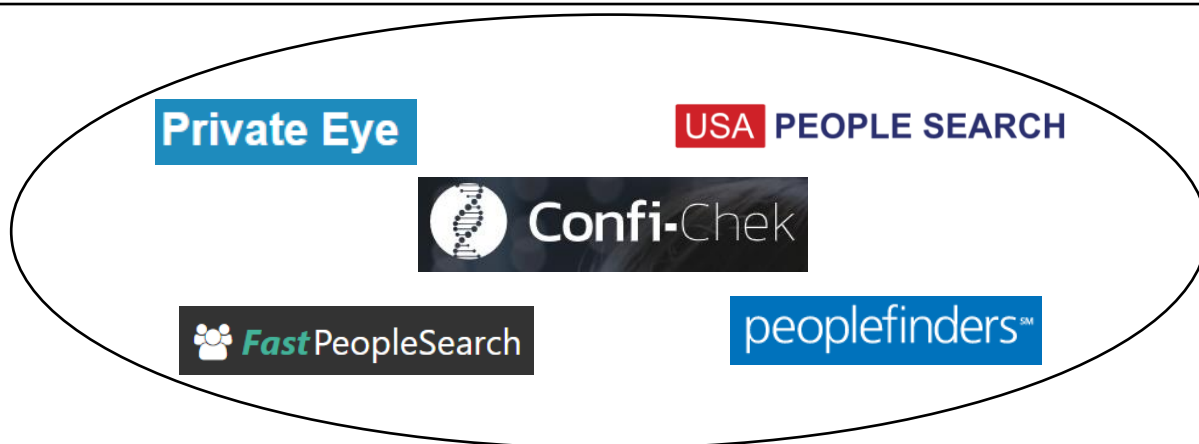 Private Eye
USA PEOPLE SEARCH
Confi-Chek
FastPeopleSearch
peoplefinders℠